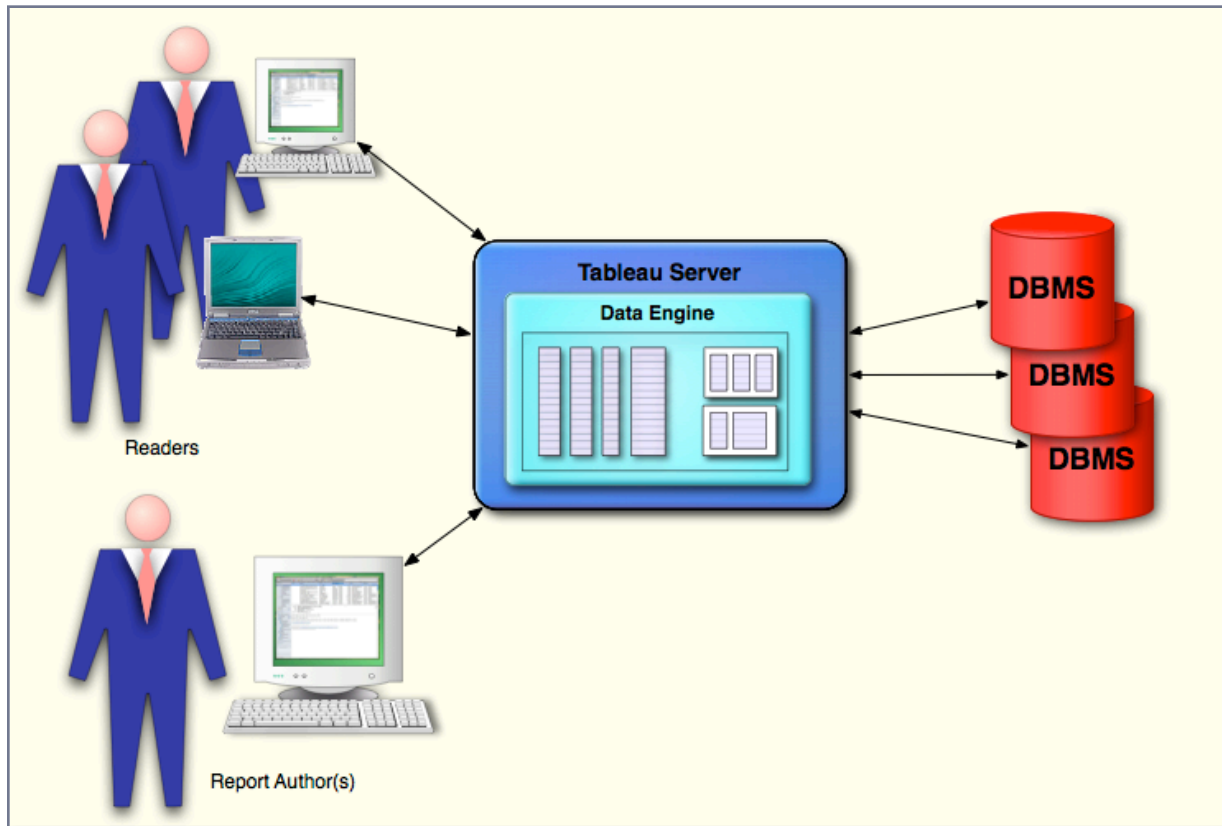 Readers
Report Author(s)
Tableau Server
Data Engine
DBMS
DBMS
DBMS